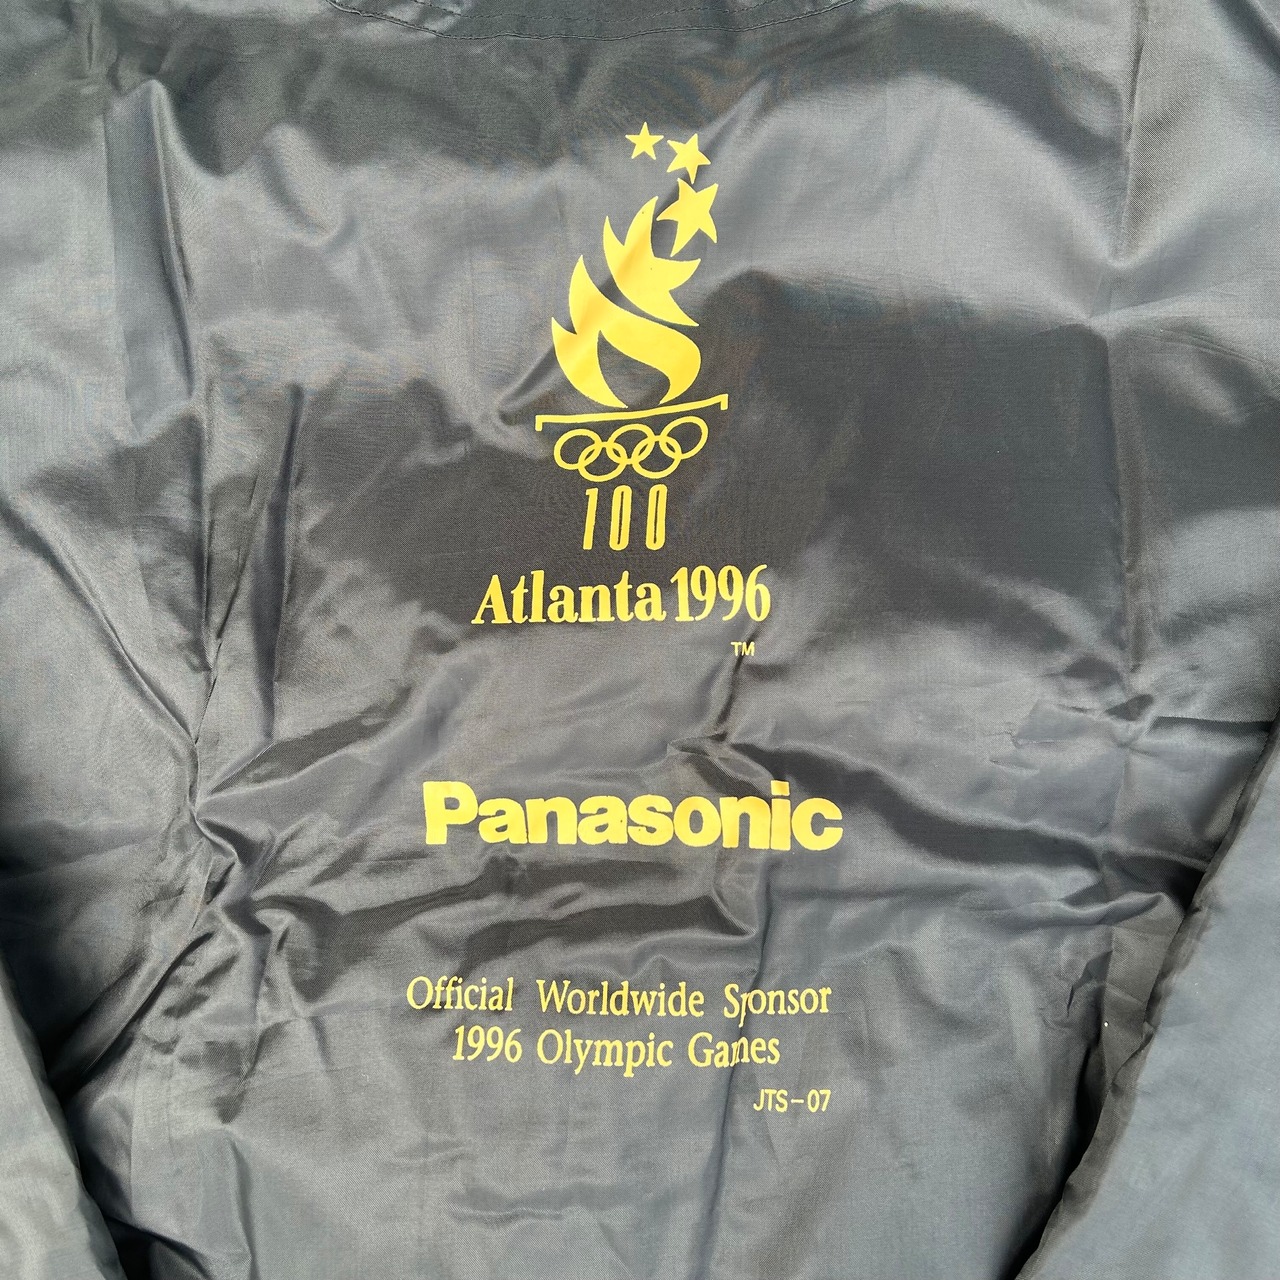 100
Atlanta 1996
TM
Panasonic
Official Worldwide Sponsor
1996 Olympic Games
JTS-07